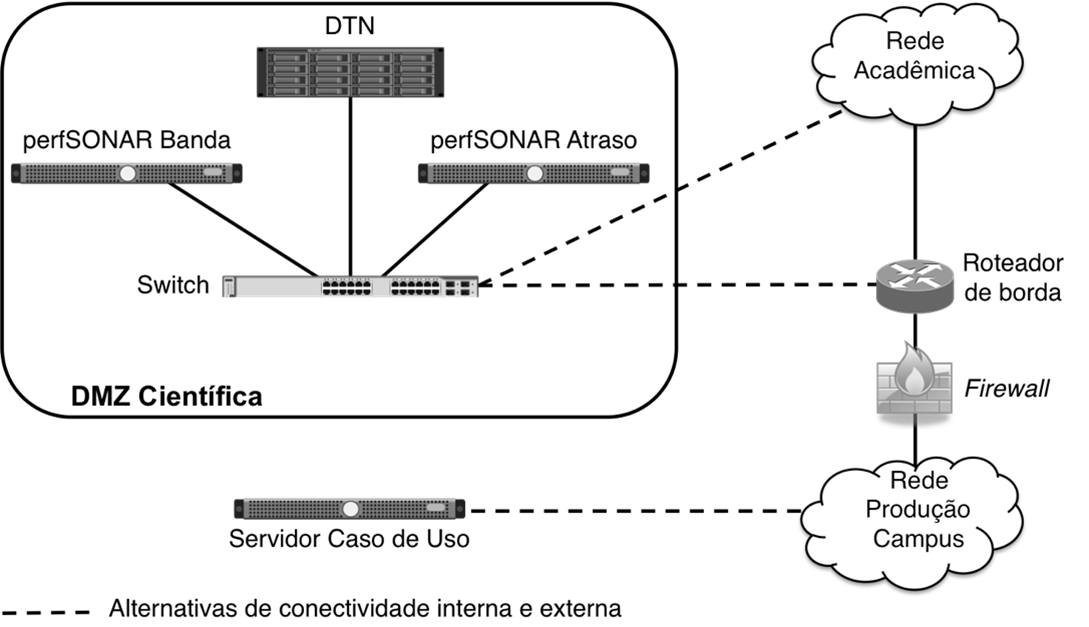 DTN
perfSONAR Banda
perfSONAR Atraso
Switch
DMZ Científica
Rede
Acadêmica
Roteador
de borda
Firewall
Rede
Produção
Campus
Servidor Caso de Uso
Alternativas de conectividade interna e externa